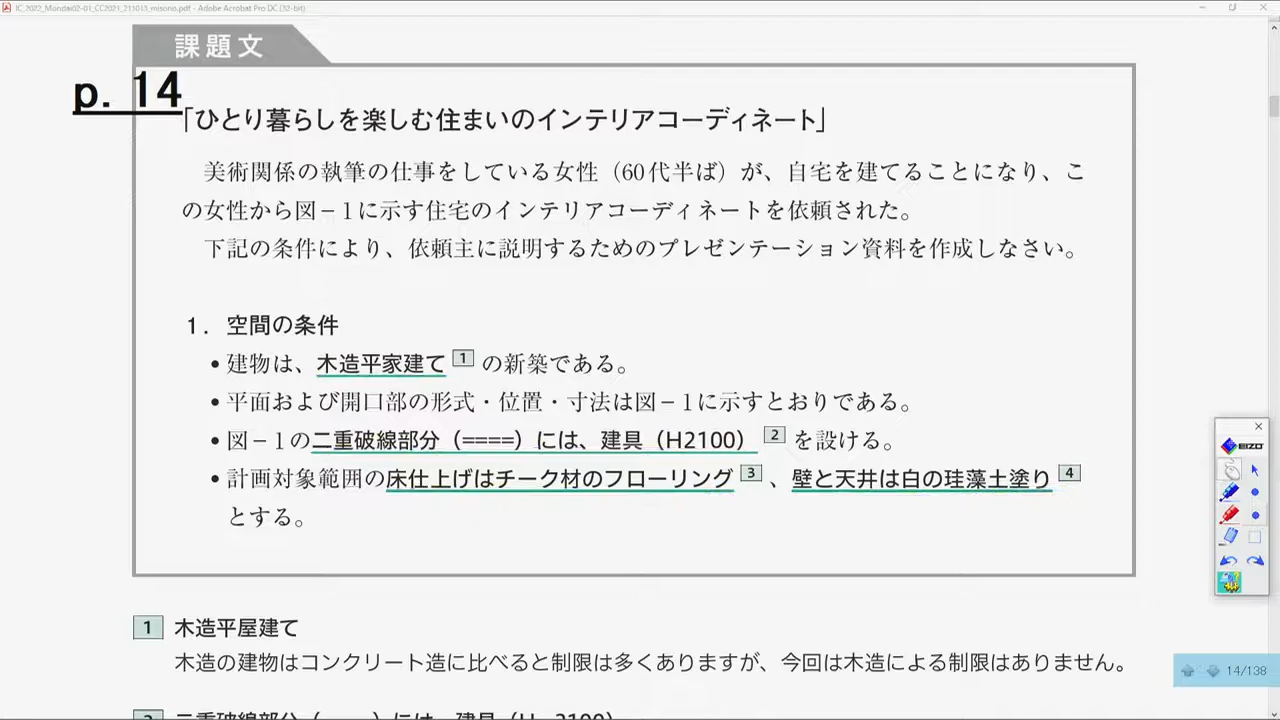 IC_2022_Mondai02-01_CC2021_211013_misono.pdf - Adobe Acrobat Pro DC (32-bit)
課題文
p. 14
「ひとり暮らしを楽しむ住まいのインテリアコーディネート」
美術関係の執筆の仕事をしている女性（60代半ば）が、自宅を建てることになり、こ
の女性から図－1に示す住宅のインテリアコーディネートを依頼された。
下記の条件により、依頼主に説明するためのプレゼンテーション資料を作成しなさい。
1．空間の条件
•建物は、木造平家建て 1 の新築である。
•平面および開口部の形式・位置・寸法は図－1に示すとおりである。
•図－1の二重破線部分（====）には、建具（H2100） 2 を設ける。
•計画対象範囲の床仕上げはチーク材のフローリング 3 、壁と天井は白の珪藻土塗り 4
とする。
EIZO
1 木造平屋建て
木造の建物はコンクリート造に比べると制限は多くありますが、今回は木造による制限はありません。
14/138
2 二重破線部分（====）には、建具（H=2100）